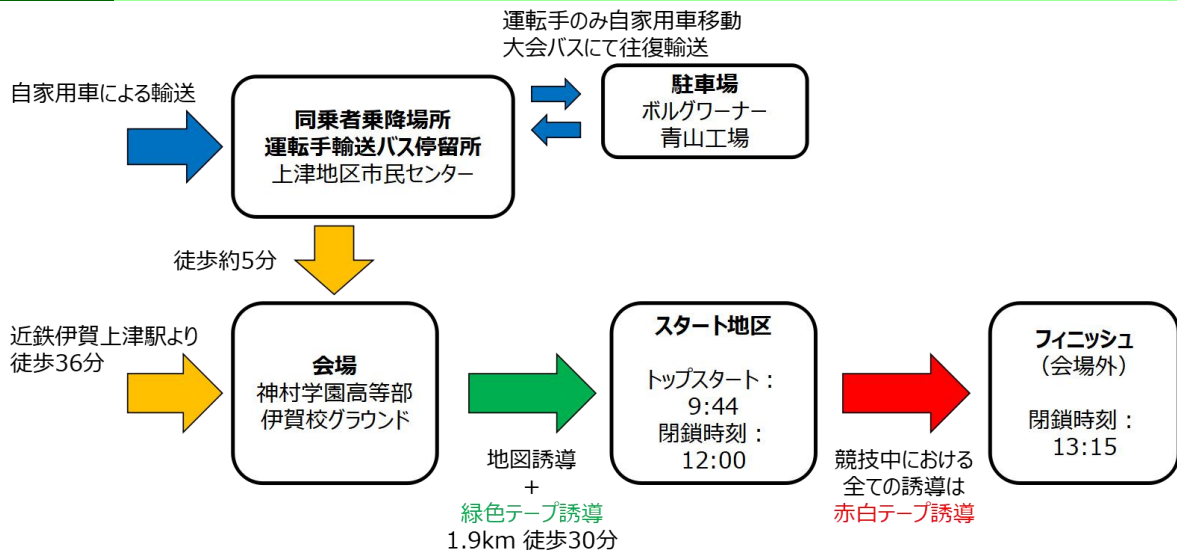 運転手のみ自家用車移動
大会バスにて往復輸送
自家用車による輸送
同乗者乗降場所
運転手輸送バス停留所
上津地区市民センター
駐車場
ボルグワーナー
青山工場
徒歩約5分
近鉄伊賀上津駅より
徒歩36分
会場
神村学園高等部
伊賀校グラウンド
地図誘導
+
緑色テープ誘導
1.9km 徒歩30分
スタート地区
トップスタート：
9:44
閉鎖時刻：
12:00
競技中における
全ての誘導は
赤白テープ誘導
フィニッシュ
（会場外）
閉鎖時刻：
13:15